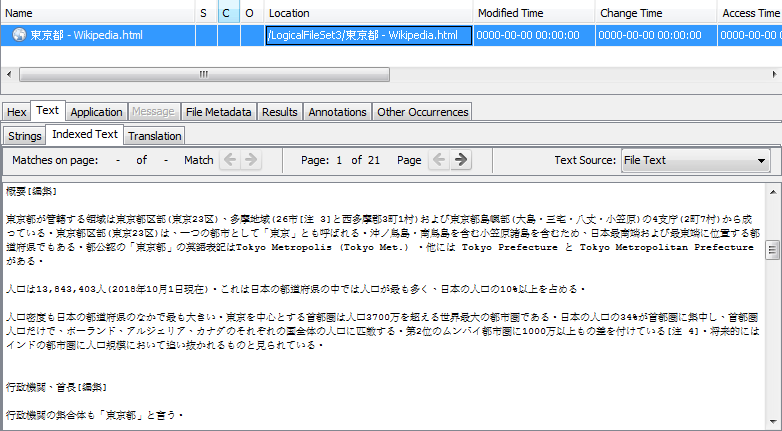 Name S C O Location Modified Time Change Time Access Time
東京都 - Wikipedia.html /LogicalFileSet3/東京都 - Wikipedia.html 0000-00-00 00:00:00 0000-00-00 00:00:00 0000-00-00 00:00:00
Hex Text Application Message File Metadata Results Annotations Other Occurrences
Strings Indexed Text Translation
Matches on page: - of - Match Page: 1 of 21 Page Text Source: File Text
概要[編集]
東京都が管轄する領域は東京都区部(東京23区)、多摩地域(26市[注 3]と西多摩郡3町1村)および東京都島嶼部(大島・三宅・八丈・小笠原)の4支庁(2町7村)から成
っている・東京都区部(東京23区)は、一つの都市として「東京」とも呼ばれる・沖ノ鳥島・南鳥島を含む小笠原諸島を含むため、日本最南端および最東端に位置する都
道府県でもある・都公認の「東京都」の英語表記はTokyo Metropolis (Tokyo Met.) ・他には Tokyo Prefecture と Tokyo Metropolitan Prefecture
がある・
人口は13,843,403人(2018年10月1日現在)・これは日本の都道府県の中では人口が最も多く、日本の人口の10%以上を占める・
人口密度も日本の都道府県のなかで最も大きい・東京を中心とする首都圏は人口3700万を超える世界最大の都市圏である・日本の人口の34%が首都圏に集中し、首都圏
人口だけで、ポーランド、アルジェリア、カナダのそれぞれの国全体の人口に匹敵する・第2位のムンバイ都市圏に1000万以上もの差を付けている[注 4]・将来的には
インドの都市圏に人口規模において追い抜かれるものと見られている・
行政機関、首長[編集]
行政機関の集合体も「東京都」と言う・